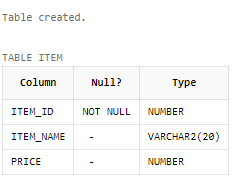 Table created.
TABLE ITEM
Column Null? Type
ITEM_ID NOT NULL NUMBER
ITEM_NAME - VARCHAR2(20)
PRICE - NUMBER